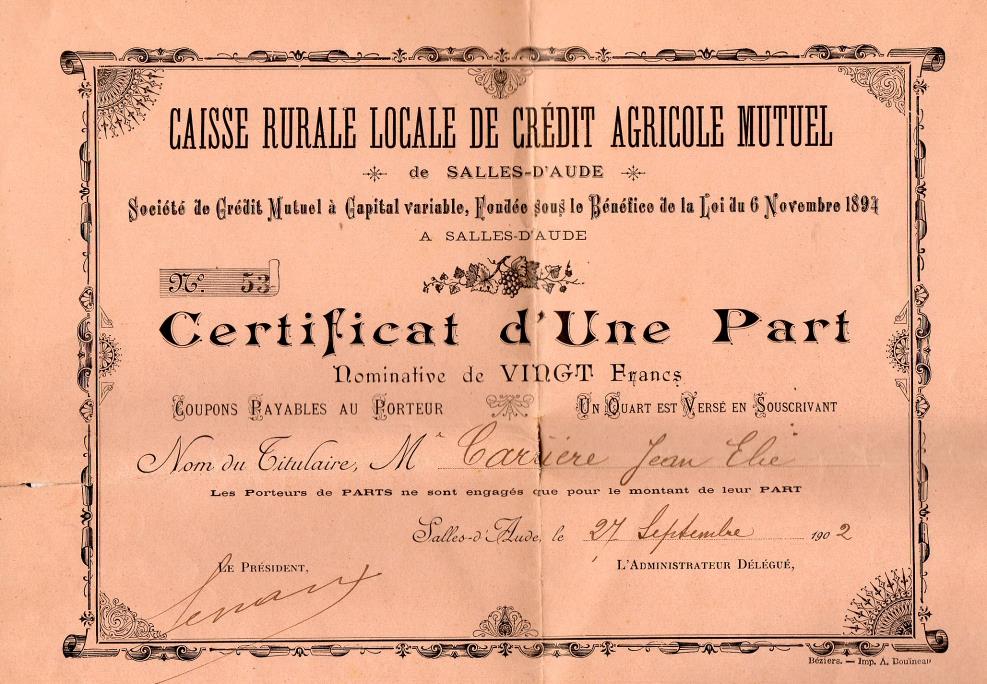 CAISSE RURALE LOCALE DE CRÉDIT AGRICOLE MUTUEL
de SALLES-D'AUDE
Société de Crédit Mutuel à Capital variable, Fondée sous le Bénéfice de la Loi du 6 Novembre 1894
A SALLES-D'AUDE
Nº. 53
Certificat d'Une Part
Nominative de VINGT Francs
COUPONS PAYABLES AU PORTEUR UN QUART EST VERSÉ EN SOUSCRIVANT
Nom du Titulaire, M Carrière Jean Elie
Les Porteurs de PARTS ne sont engagés que pour le montant de leur PART
Salles-d'Aude, le 27 Septembre 1902
LE PRÉSIDENT, L'ADMINISTRATEUR DÉLÉGUÉ,
Béziers. — Imp. A. Bouineau